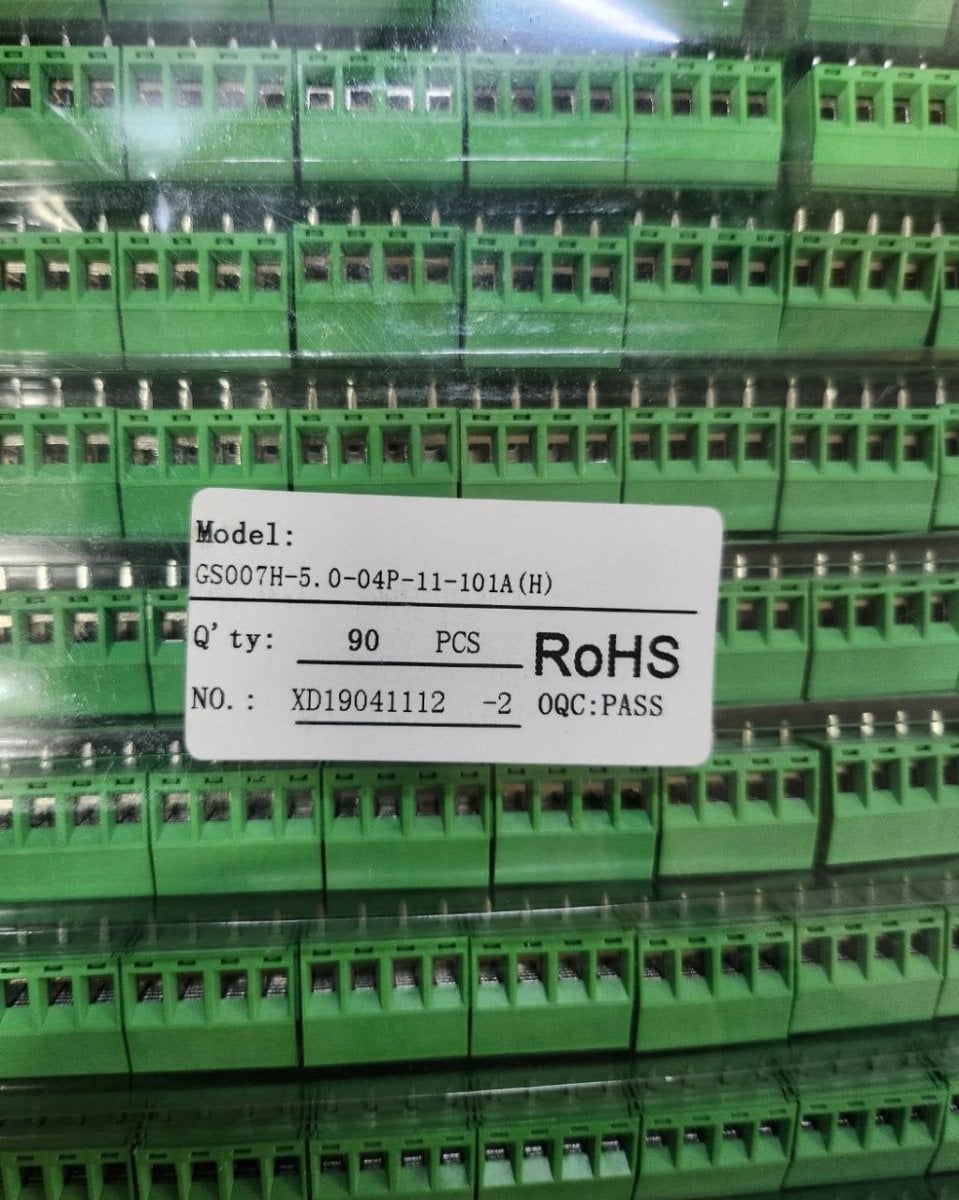 Model:
GS007H-5.0-04P-11-101A(H)
Q'ty: 90 PCS RoHS
NO.: XD19041112 -2 OQC:PASS